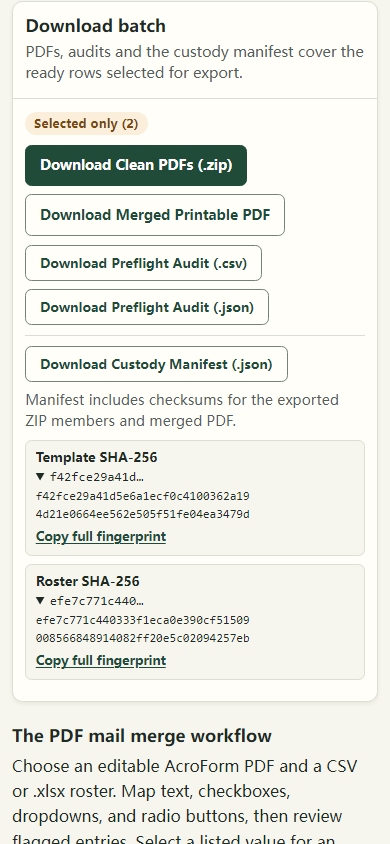 Download batch
PDFs, audits and the custody manifest cover the
ready rows selected for export.
Selected only (2)
Download Clean PDFs (.zip)
Download Merged Printable PDF
Download Preflight Audit (.csv)
Download Preflight Audit (.json)
Download Custody Manifest (.json)
Manifest includes checksums for the exported
ZIP members and merged PDF.
Template SHA-256
▼ f42fce29a41d…
f42fce29a41d5e6a1ecf0c4100362a19
4d21e0664ee562e505f51fe04ea3479d
Copy full fingerprint
Roster SHA-256
▼ efe7c771c440…
efe7c771c440333f1eca0e390cf51509
008566848914082ff20e5c02094257eb
Copy full fingerprint
The PDF mail merge workflow
Choose an editable AcroForm PDF and a CSV
or .xlsx roster. Map text, checkboxes,
dropdowns, and radio buttons, then review
flagged entries. Select a listed value for an